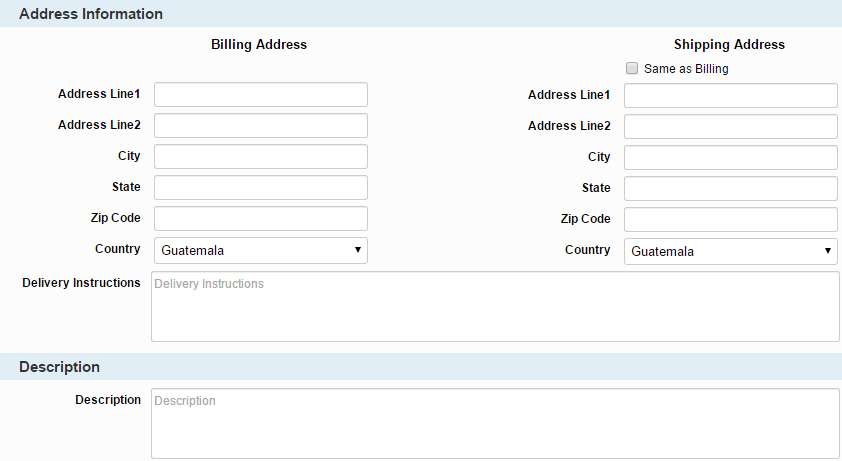 Address Information
Billing Address
Shipping Address
Same as Billing
Address Line1
Address Line1
Address Line2
Address Line2
City
City
State
State
Zip Code
Zip Code
Country
Guatemala
Country
Guatemala
Delivery Instructions
Delivery Instructions
Description
Description
Description